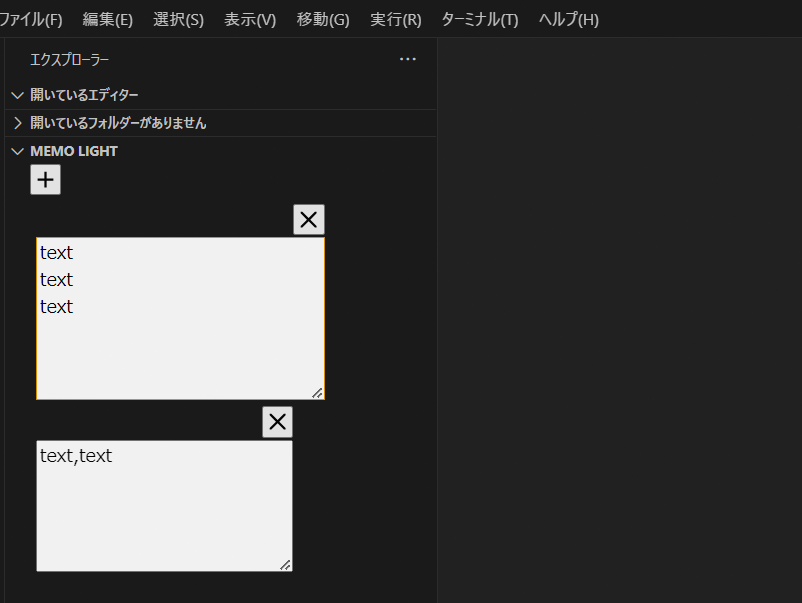 ファイル(F) 編集(E) 選択(S) 表示(V) 移動(G) 実行(R) ターミナル(T) ヘルプ(H)
エクスプローラー
開いているエディター
開いているフォルダーがありません
MEMO LIGHT
text
text
text
text,text